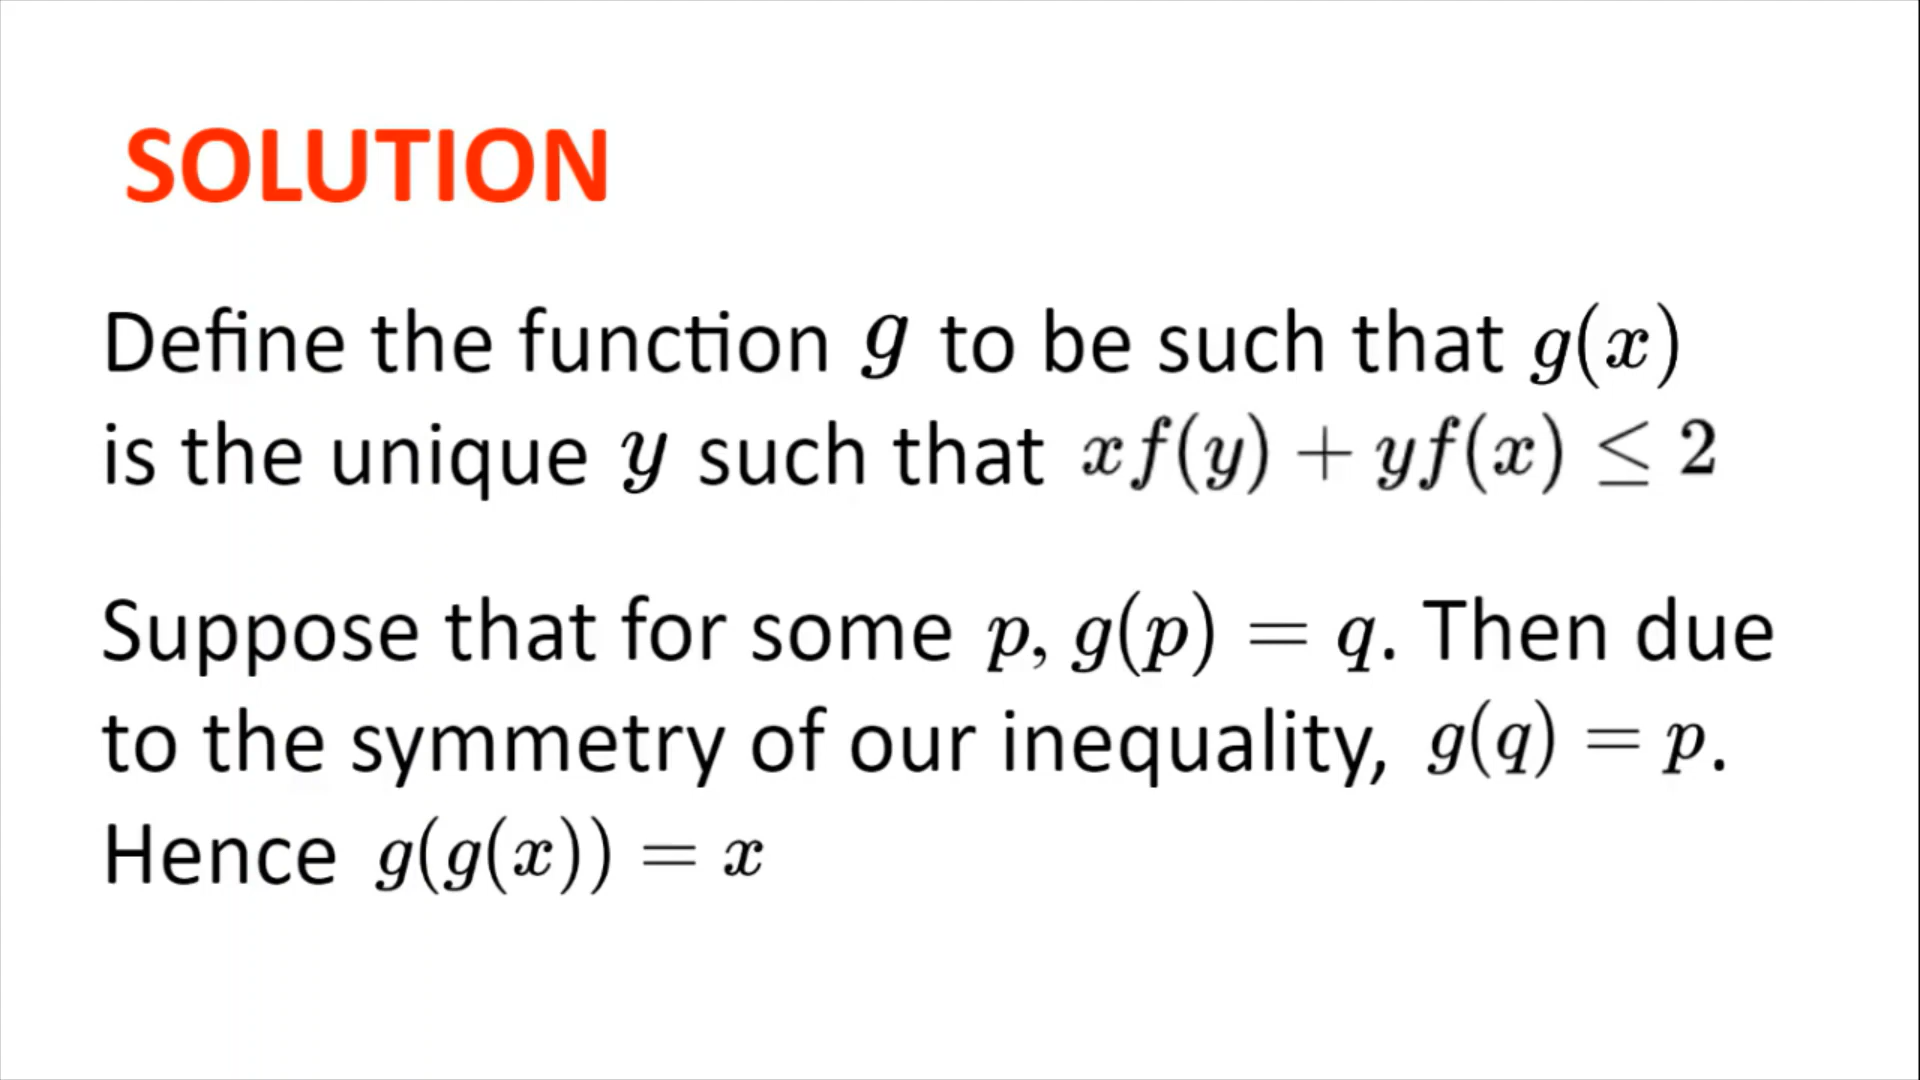 SOLUTION
Define the function g to be such that g(x)
is the unique y such that xf(y) + yf(x) ≤ 2
Suppose that for some p, g(p) = q. Then due
to the symmetry of our inequality, g(q) = p.
Hence g(g(x)) = x